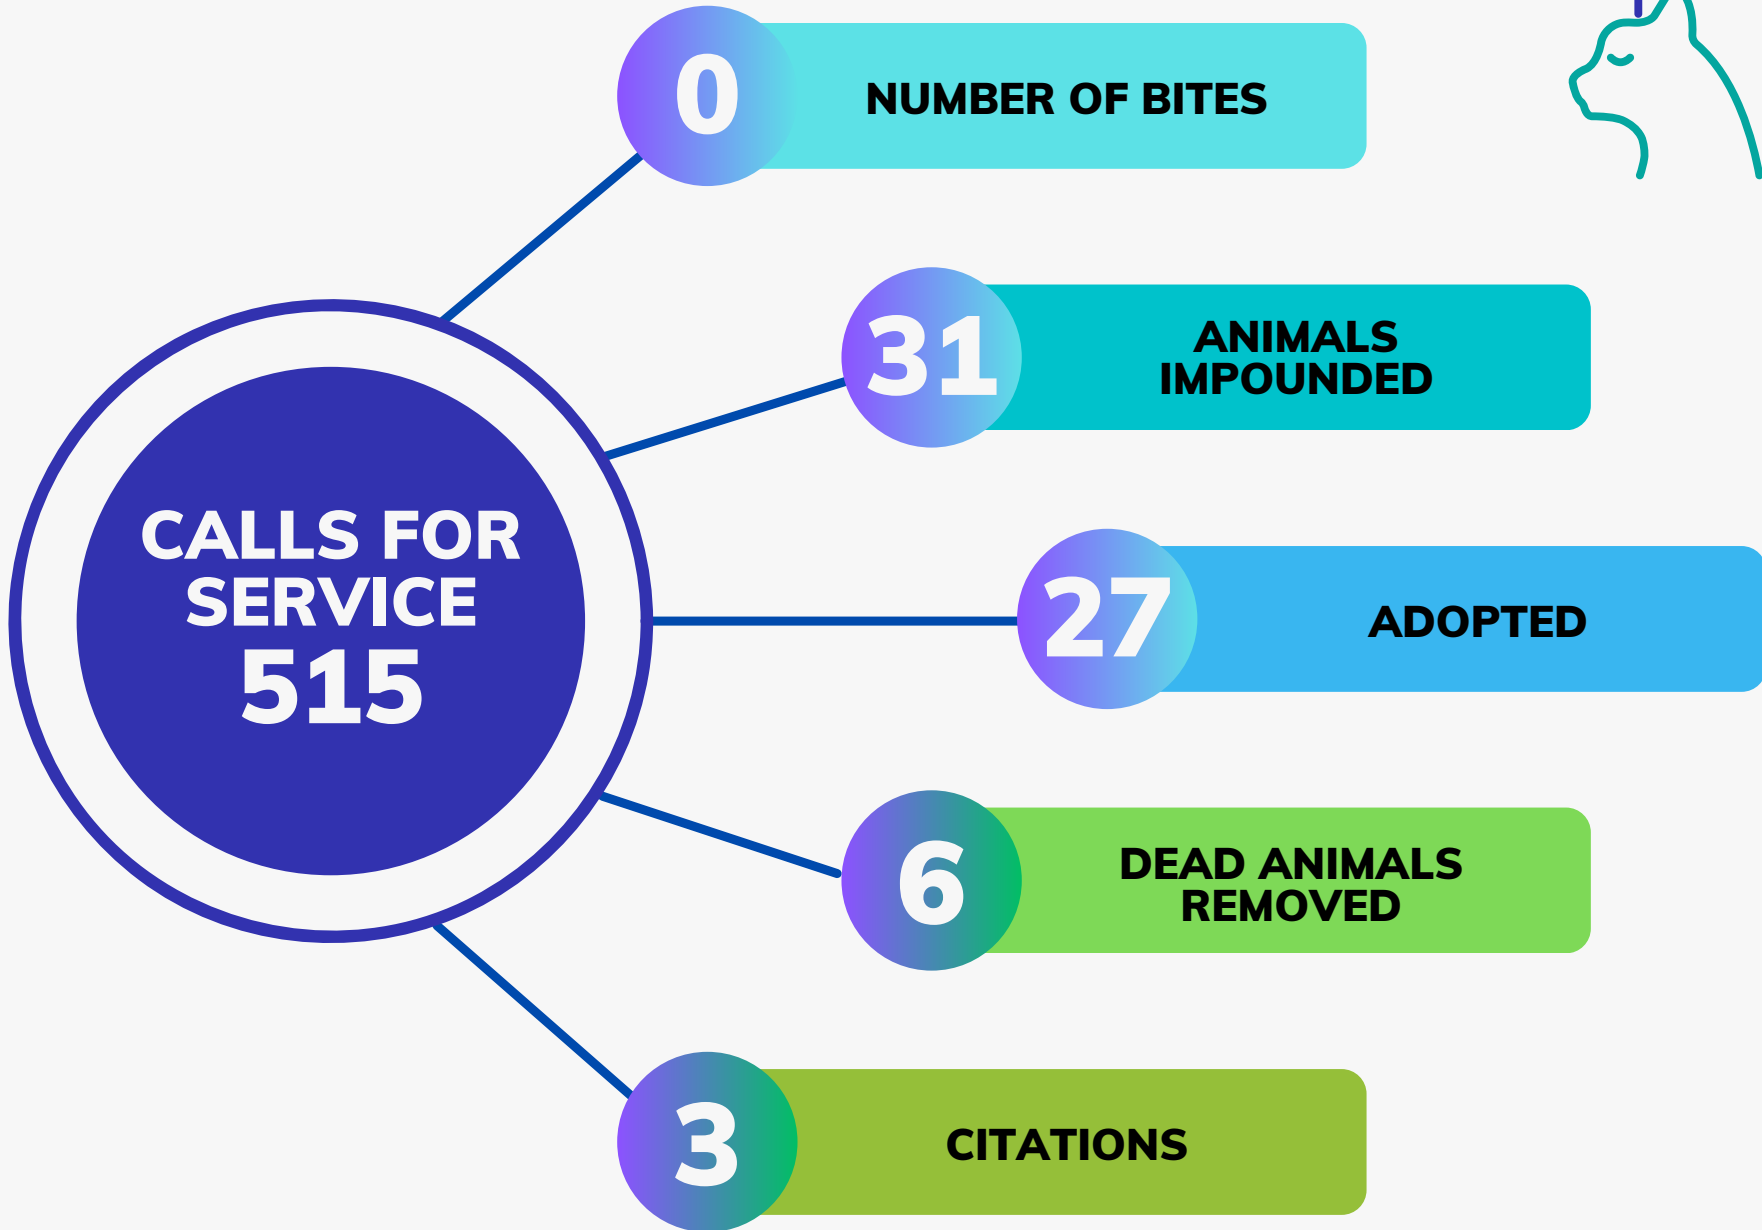 0
NUMBER OF BITES
31
ANIMALS
IMPOUNDED
CALLS FOR
SERVICE
515
27
ADOPTED
6
DEAD ANIMALS
REMOVED
3
CITATIONS